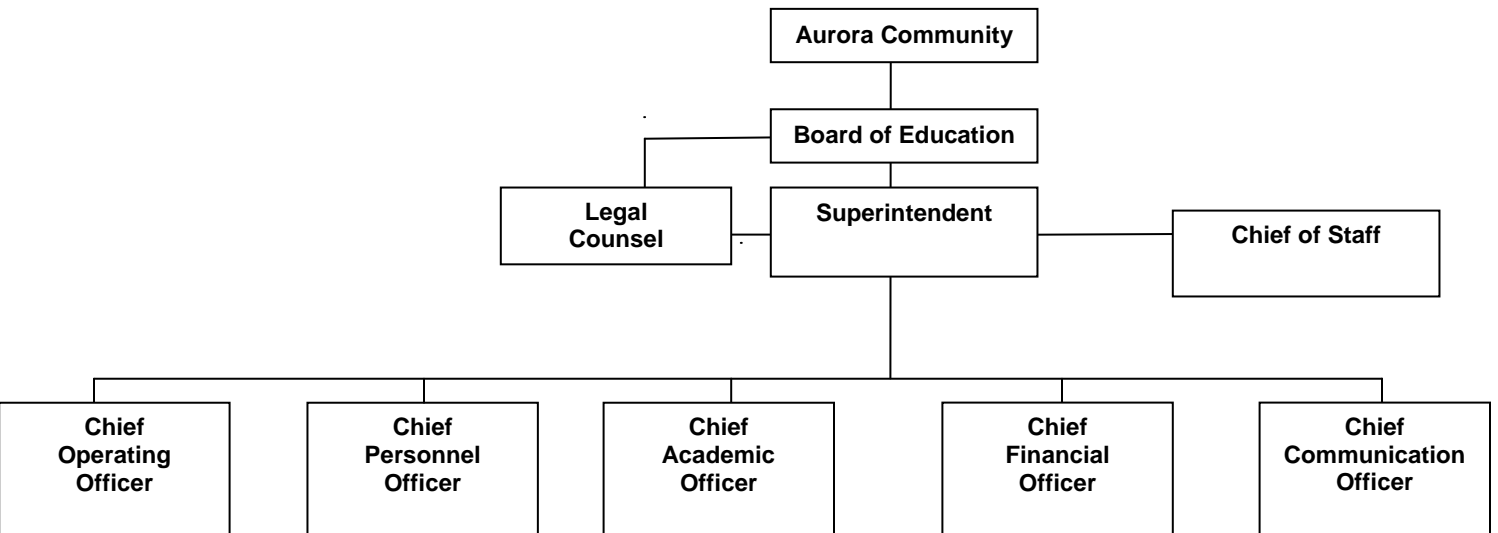 Aurora Community
Board of Education
Legal
Counsel
Superintendent
Chief of Staff
Chief
Operating
Officer
Chief
Personnel
Officer
Chief
Academic
Officer
Chief
Financial
Officer
Chief
Communication
Officer